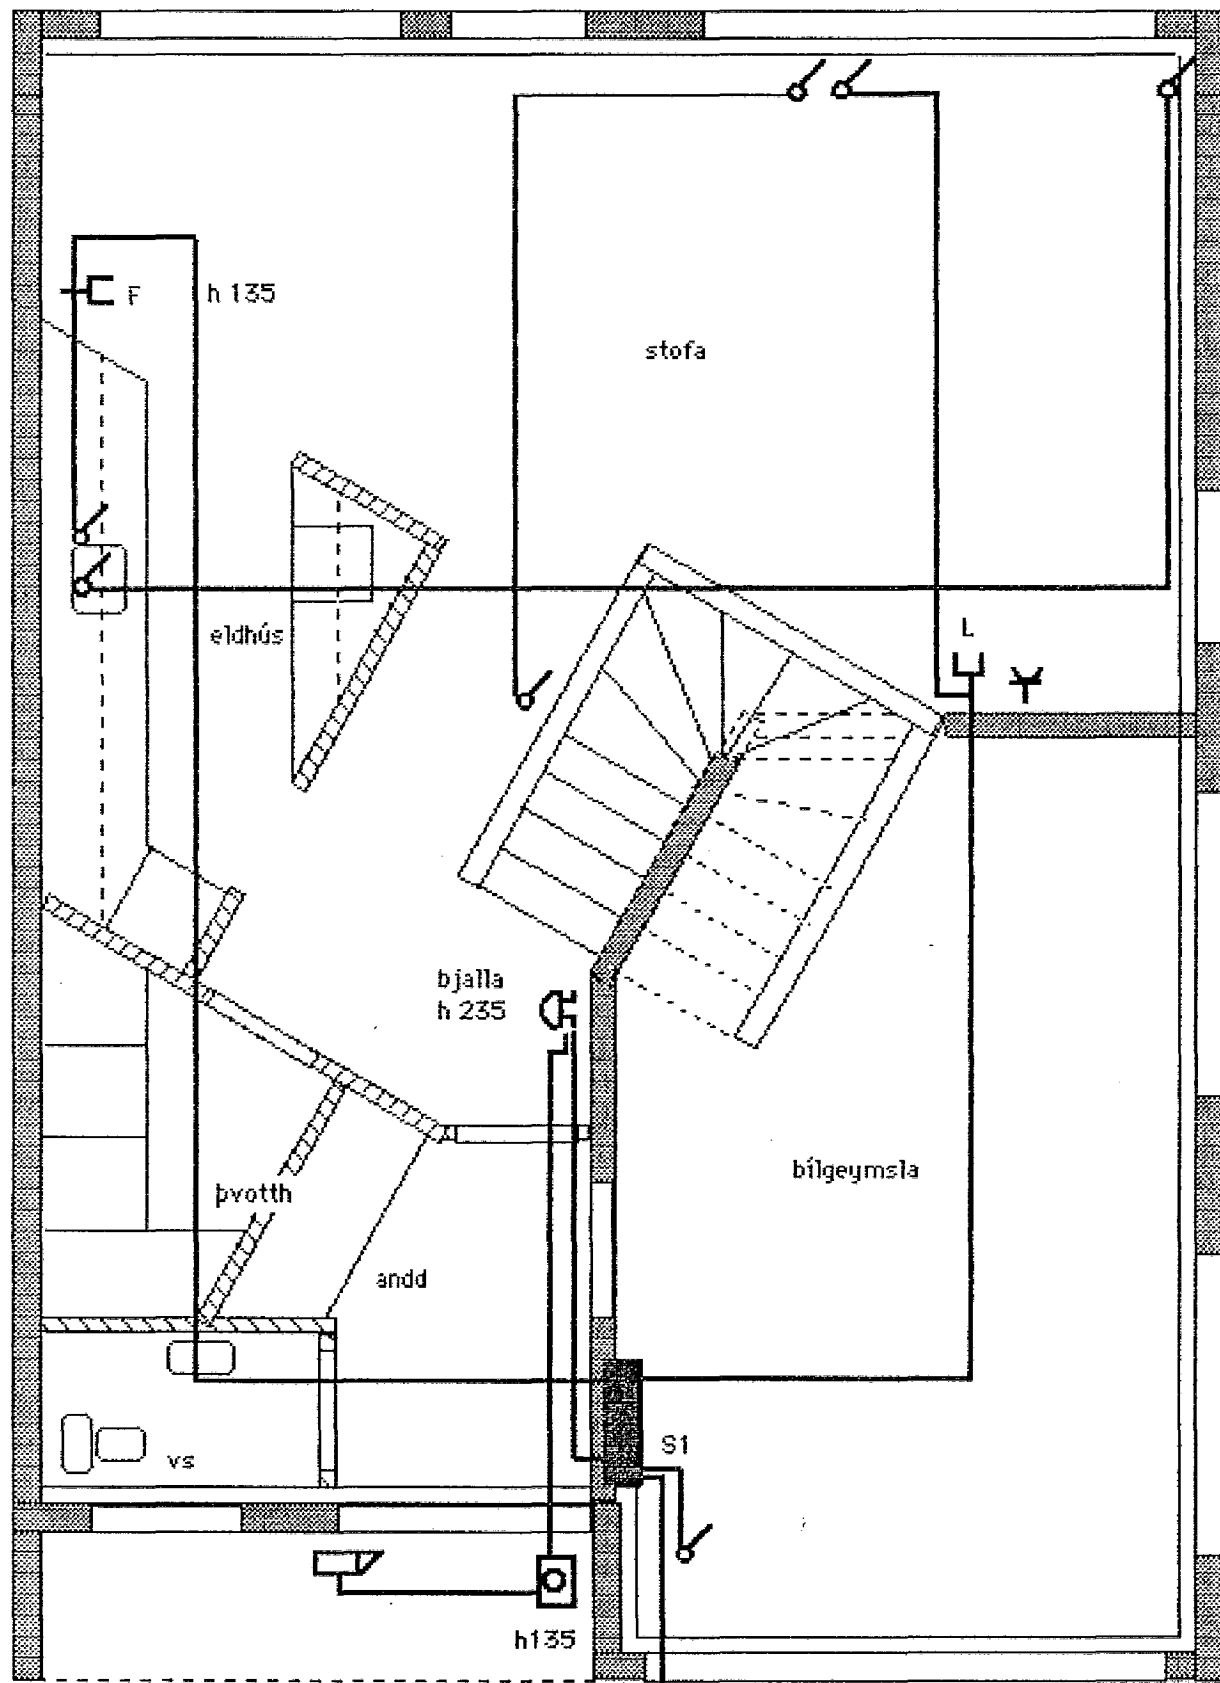 F
h 135
stofa
eldhús
L
bjalla
h 235
bílgeymsla
þvotth
andd
S1
vs
h135